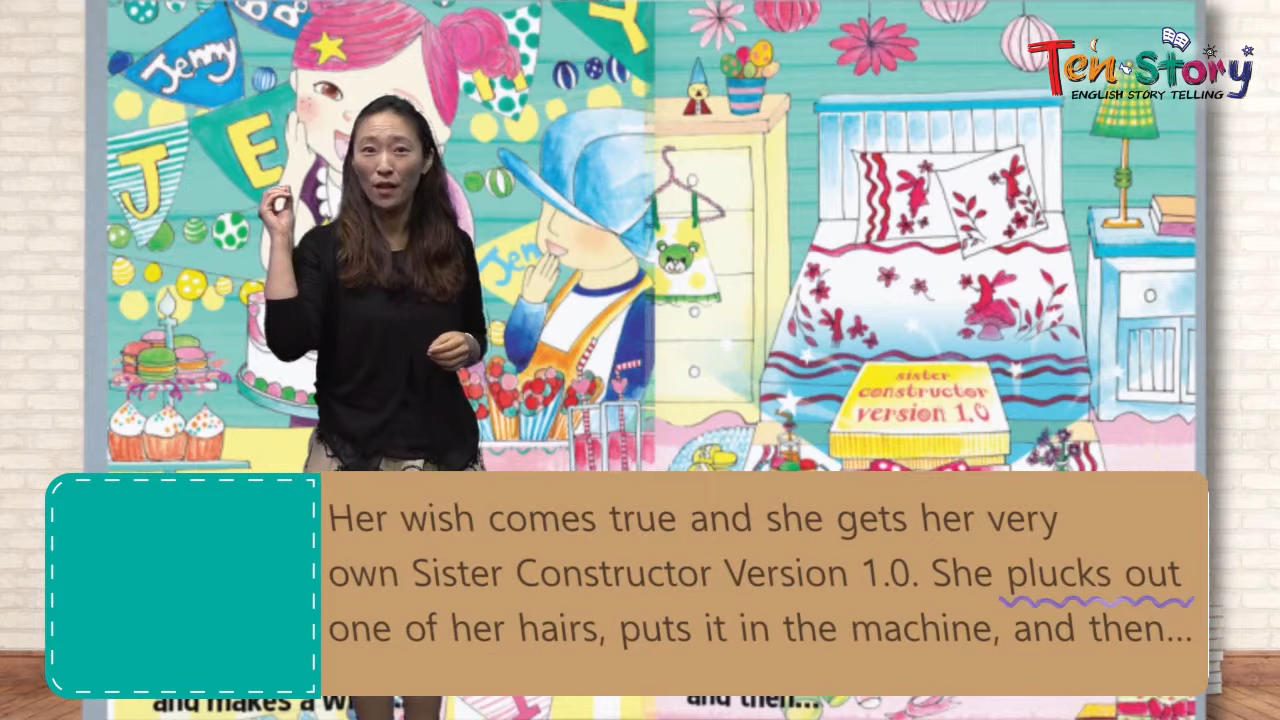 Jenny
J
E
Y
Jen
Ten Story
ENGLISH STORY TELLING
sister
constructor
version 1.0
Her wish comes true and she gets her very
own Sister Constructor Version 1.0. She plucks out
one of her hairs, puts it in the machine, and then...
and makes a
and then...